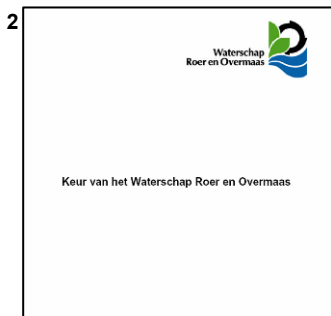 2
Waterschap
Roer en Overmaas
Keur van het Waterschap Roer en Overmaas